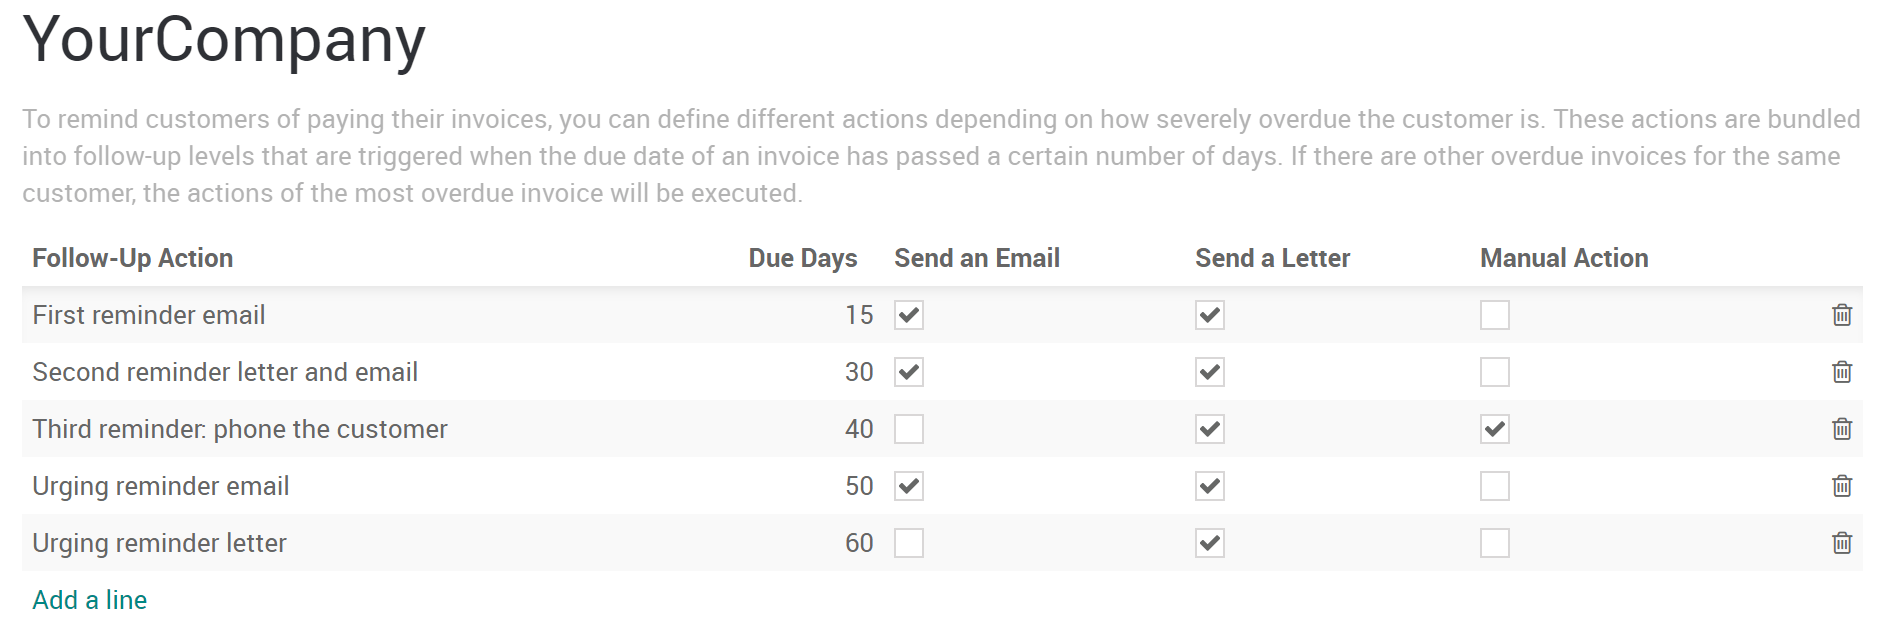 YourCompany
To remind customers of paying their invoices, you can define different actions depending on how severely overdue the customer is. These actions are bundled
into follow-up levels that are triggered when the due date of an invoice has passed a certain number of days. If there are other overdue invoices for the same
customer, the actions of the most overdue invoice will be executed.
Follow-Up Action Due Days Send an Email Send a Letter Manual Action
First reminder email 15
Second reminder letter and email 30
Third reminder: phone the customer 40
Urging reminder email 50
Urging reminder letter 60
Add a line